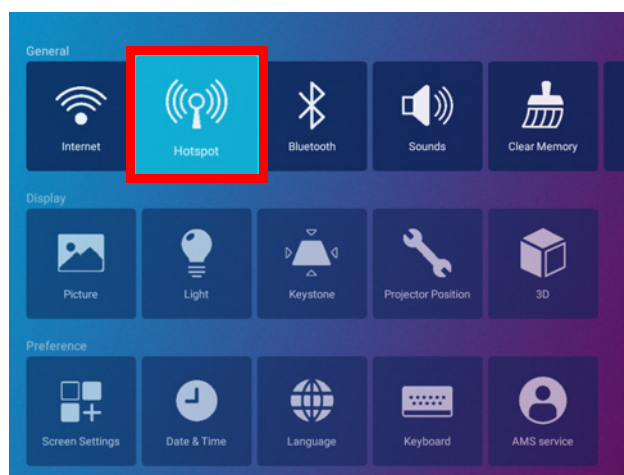 General
Internet
Hotspot
Bluetooth
Sounds
Clear Memory
Display
Picture
Light
Keystone
Projector Position
3D
Preference
Screen Settings
Date & Time
Language
Keyboard
AMS service